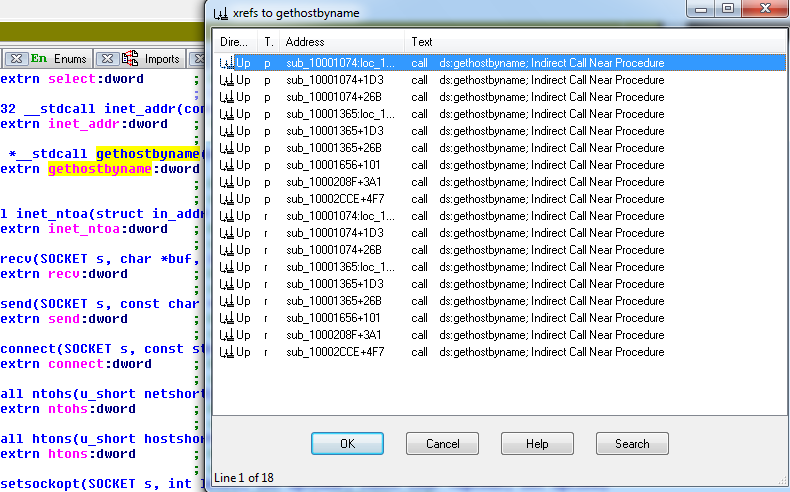 xrefs to gethostbyname
En Enums Imports
extrn select:dword ;
;
32 __stdcall inet_addr(con
extrn inet_addr:dword ;
;
*__stdcall gethostbyname(
extrn gethostbyname:dword
;
;
l inet_ntoa(struct in_addr
extrn inet_ntoa:dword ;
;
recv(SOCKET s, char *buf,
extrn recv:dword ;
;
send(SOCKET s, const char
extrn send:dword ;
;
connect(SOCKET s, const st
extrn connect:dword ;
;
all ntohs(u_short netshort
extrn ntohs:dword ;
;
all htons(u_short hostshor
extrn htons:dword ;
;
setsockopt(SOCKET s, int l
Dire... T. Address Text
Up p sub_10001074:loc_1... call ds:gethostbyname; Indirect Call Near Procedure
Up p sub_10001074+1D3 call ds:gethostbyname; Indirect Call Near Procedure
Up p sub_10001074+26B call ds:gethostbyname; Indirect Call Near Procedure
Up p sub_10001365:loc_1... call ds:gethostbyname; Indirect Call Near Procedure
Up p sub_10001365+1D3 call ds:gethostbyname; Indirect Call Near Procedure
Up p sub_10001365+26B call ds:gethostbyname; Indirect Call Near Procedure
Up p sub_10001656+101 call ds:gethostbyname; Indirect Call Near Procedure
Up p sub_1000208F+3A1 call ds:gethostbyname; Indirect Call Near Procedure
Up p sub_10002CCE+4F7 call ds:gethostbyname; Indirect Call Near Procedure
Up r sub_10001074:loc_1... call ds:gethostbyname; Indirect Call Near Procedure
Up r sub_10001074+1D3 call ds:gethostbyname; Indirect Call Near Procedure
Up r sub_10001074+26B call ds:gethostbyname; Indirect Call Near Procedure
Up r sub_10001365:loc_1... call ds:gethostbyname; Indirect Call Near Procedure
Up r sub_10001365+1D3 call ds:gethostbyname; Indirect Call Near Procedure
Up r sub_10001365+26B call ds:gethostbyname; Indirect Call Near Procedure
Up r sub_10001656+101 call ds:gethostbyname; Indirect Call Near Procedure
Up r sub_1000208F+3A1 call ds:gethostbyname; Indirect Call Near Procedure
Up r sub_10002CCE+4F7 call ds:gethostbyname; Indirect Call Near Procedure
OK Cancel Help Search
Line 1 of 18